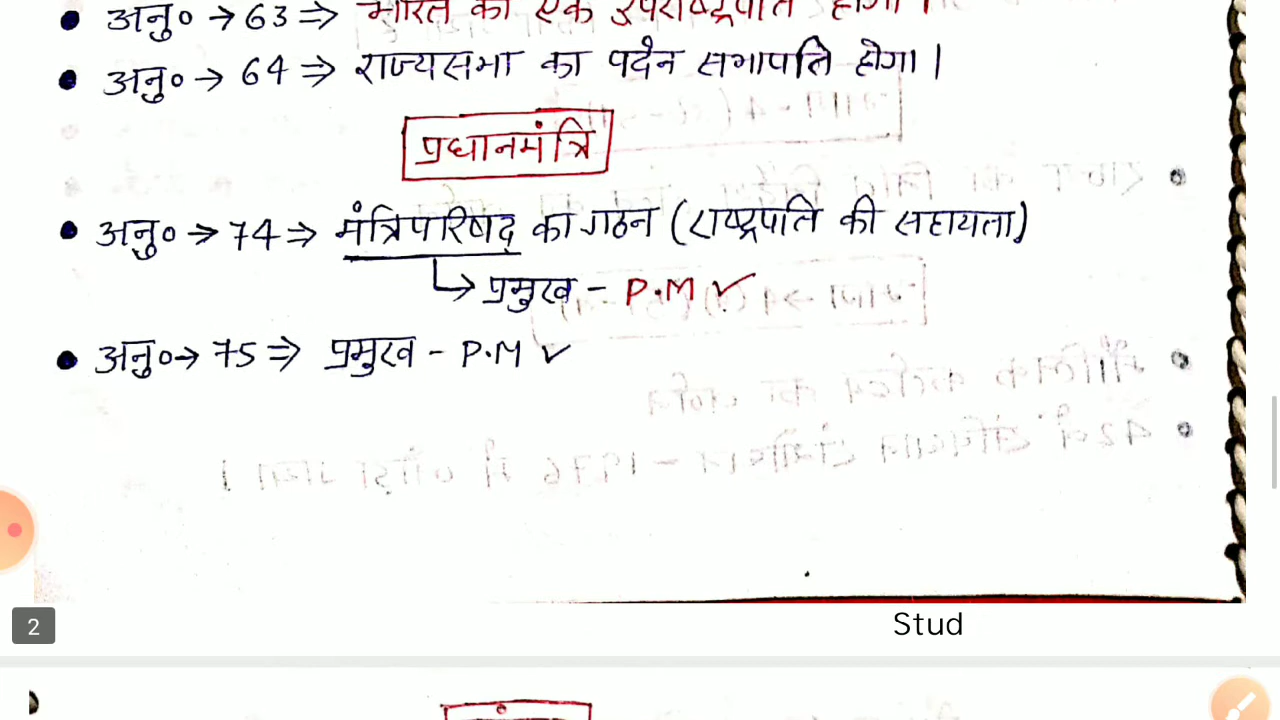 • अनु० → 63 ⇒ भारत का एक उपराष्ट्रपति होगा।
• अनु० → 64 ⇒ राज्यसभा का पदेन सभापति होगा।
प्रधानमंत्रि
• अनु० → 74 ⇒ मंत्रिपरिषद् का गठन (राष्ट्रपति की सहायता)
↳ प्रमुख - P.M ✓
• अनु० → 75 ⇒ प्रमुख - P.M ✓
2
Stud